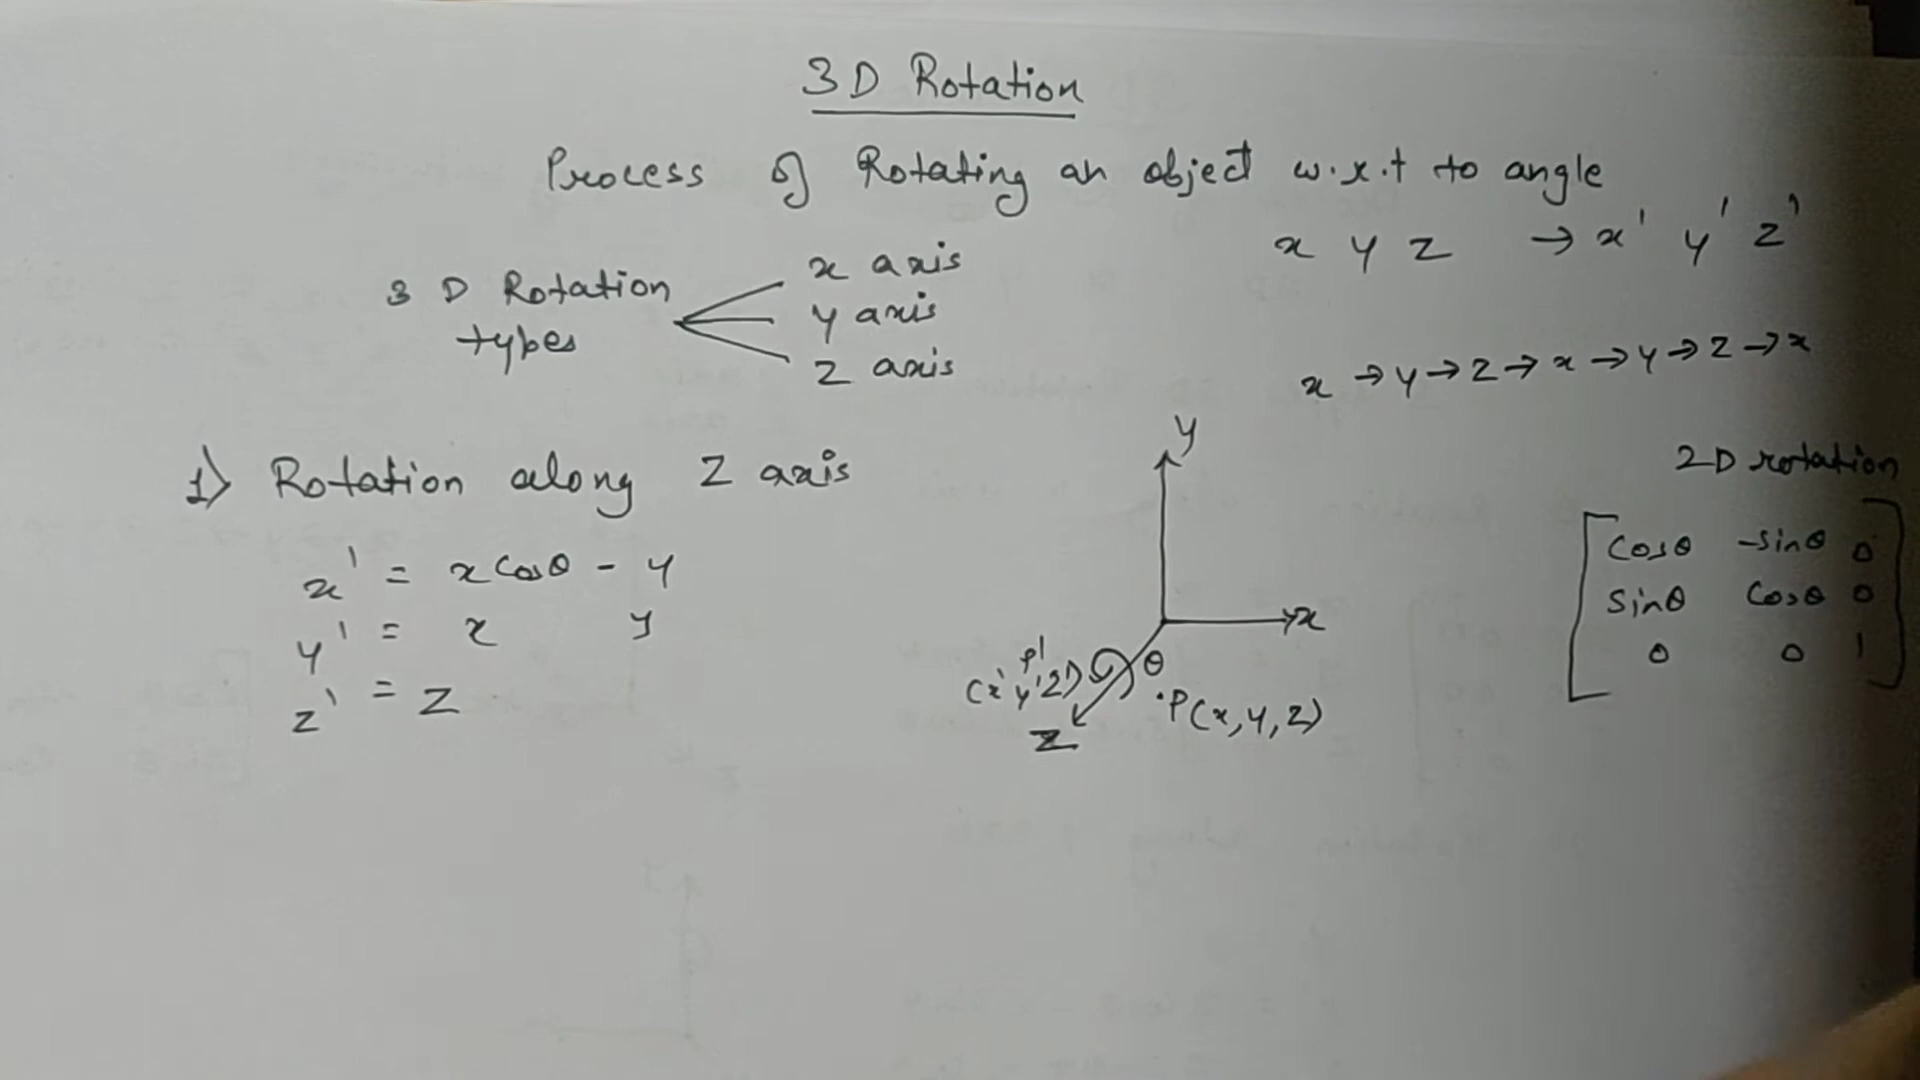 3D Rotation
Process of Rotating an object w.r.t to angle
x y z → x' y' z'
3 D Rotation types
x axis
y axis
z axis
x → y → z → x → y → z → x
1) Rotation along z axis
x' = x cosθ - y
y' = x y
z' = z
y
x
θ
P'
(x' y' z')
P(x, y, z)
z
2D rotation
cosθ -sinθ 0
sinθ cosθ 0
0 0 1